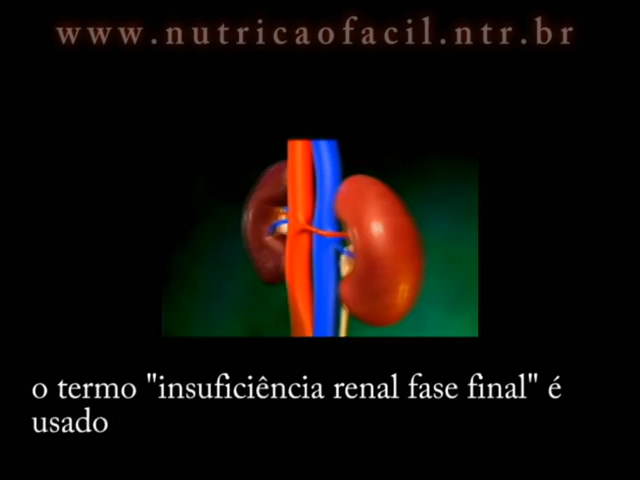 www.nutricaofacil.ntr.br
o termo "insuficiência renal fase final" é
usado